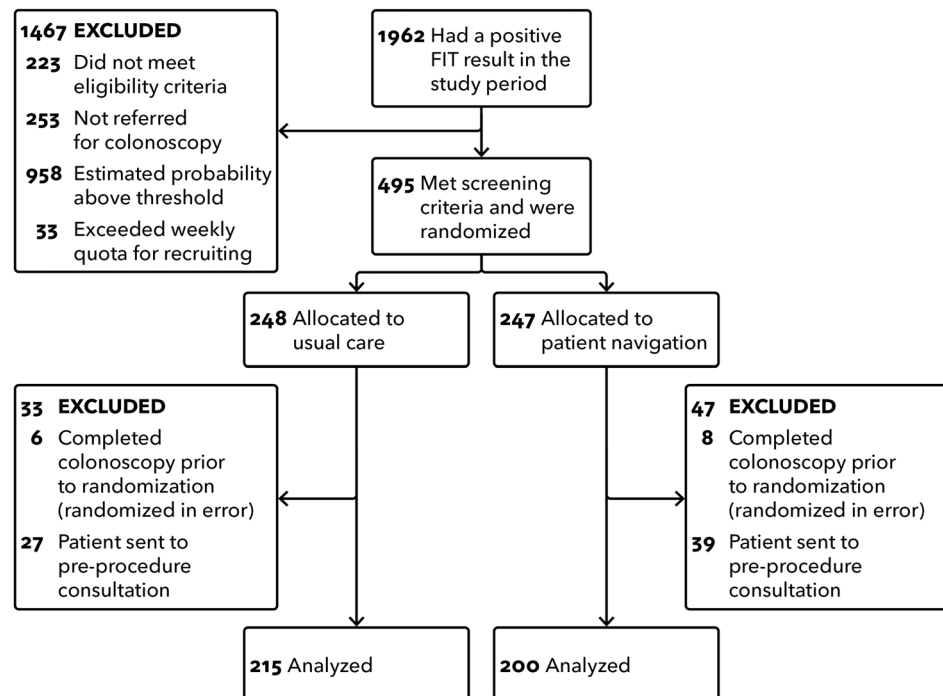 1962 Had a positive
FIT result in the
study period
1467 EXCLUDED
223 Did not meet
eligibility criteria
253 Not referred
for colonoscopy
958 Estimated probability
above threshold
33 Exceeded weekly
quota for recruiting
495 Met screening
criteria and were
randomized
248 Allocated to
usual care
247 Allocated to
patient navigation
33 EXCLUDED
6 Completed
colonoscopy prior
to randomization
(randomized in error)
27 Patient sent to
pre-procedure
consultation
47 EXCLUDED
8 Completed
colonoscopy prior
to randomization
(randomized in error)
39 Patient sent to
pre-procedure
consultation
215 Analyzed
200 Analyzed